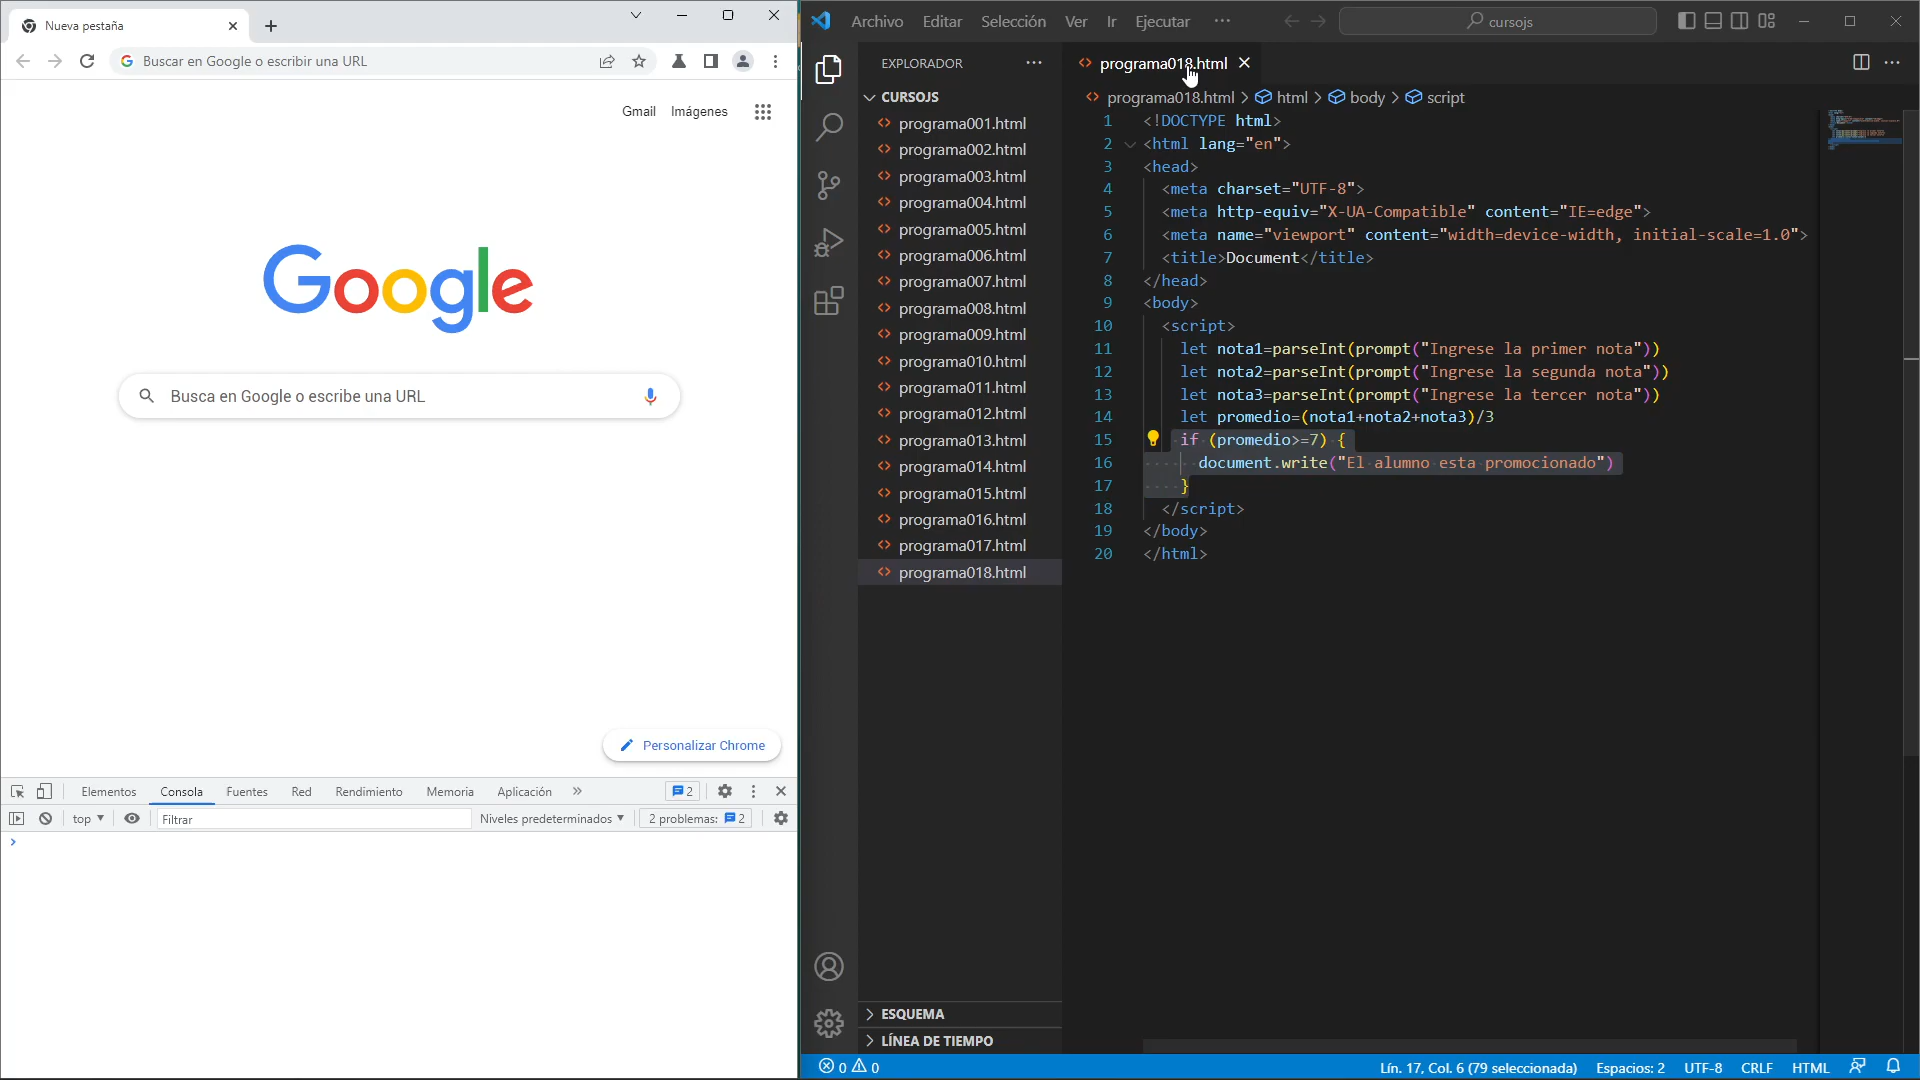 Nueva pestaña
Buscar en Google o escribir una URL
Gmail Imágenes
Google
Busca en Google o escribe una URL
Personalizar Chrome
Elementos Consola Fuentes Red Rendimiento Memoria Aplicación » 2
top Filtrar Niveles predeterminados 2 problemas: 2
Archivo Editar Selección Ver Ir Ejecutar ··· cursojs
EXPLORADOR ···
CURSOJS
programa001.html
programa002.html
programa003.html
programa004.html
programa005.html
programa006.html
programa007.html
programa008.html
programa009.html
programa010.html
programa011.html
programa012.html
programa013.html
programa014.html
programa015.html
programa016.html
programa017.html
programa018.html
ESQUEMA
LÍNEA DE TIEMPO
programa018.html
programa018.html > html > body > script
1 <!DOCTYPE html>
2 <html lang="en">
3 <head>
4 <meta charset="UTF-8">
5 <meta http-equiv="X-UA-Compatible" content="IE=edge">
6 <meta name="viewport" content="width=device-width, initial-scale=1.0">
7 <title>Document</title>
8 </head>
9 <body>
10 <script>
11 let nota1=parseInt(prompt("Ingrese la primer nota"))
12 let nota2=parseInt(prompt("Ingrese la segunda nota"))
13 let nota3=parseInt(prompt("Ingrese la tercer nota"))
14 let promedio=(nota1+nota2+nota3)/3
15 if (promedio>=7) {
16 document.write("El alumno esta promocionado")
17 }
18 </script>
19 </body>
20 </html>
0 0 Lín. 17, Col. 6 (79 seleccionada) Espacios: 2 UTF-8 CRLF HTML